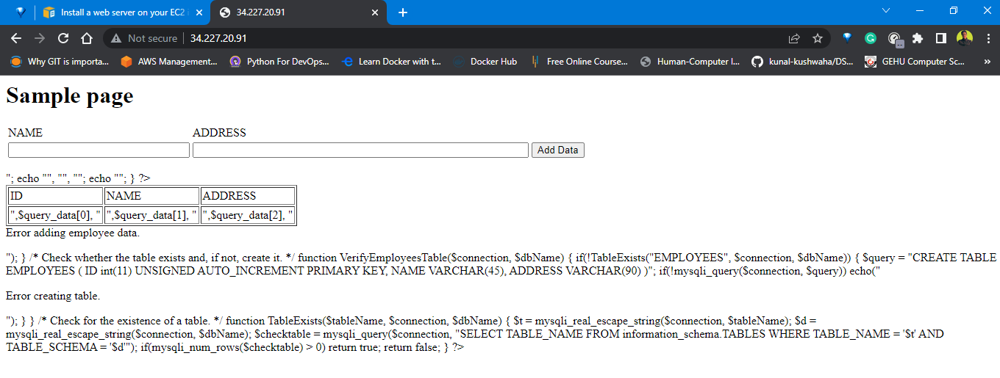 Install a web server on your EC2 i
34.227.20.91
Not secure
34.227.20.91
Why GIT is importa...
AWS Management...
Python For DevOps...
Learn Docker with t...
Docker Hub
Free Online Course...
Human-Computer I...
kunal-kushwaha/DS...
GEHU Computer Sc...
»
Sample page
NAME ADDRESS
Add Data
"; echo "", "", ""; echo ""; } ?>
ID NAME ADDRESS
",$query_data[0], " ",$query_data[1], " ",$query_data[2], "
Error adding employee data.
"); } /* Check whether the table exists and, if not, create it. */ function VerifyEmployeesTable($connection, $dbName) { if(!TableExists("EMPLOYEES", $connection, $dbName)) { $query = "CREATE TABLE
EMPLOYEES ( ID int(11) UNSIGNED AUTO_INCREMENT PRIMARY KEY, NAME VARCHAR(45), ADDRESS VARCHAR(90) )"; if(!mysqli_query($connection, $query)) echo("
Error creating table.
"); } } /* Check for the existence of a table. */ function TableExists($tableName, $connection, $dbName) { $t = mysqli_real_escape_string($connection, $tableName); $d =
mysqli_real_escape_string($connection, $dbName); $checktable = mysqli_query($connection, "SELECT TABLE_NAME FROM information_schema.TABLES WHERE TABLE_NAME = '$t' AND
TABLE_SCHEMA = '$d'"); if(mysqli_num_rows($checktable) > 0) return true; return false; } ?>